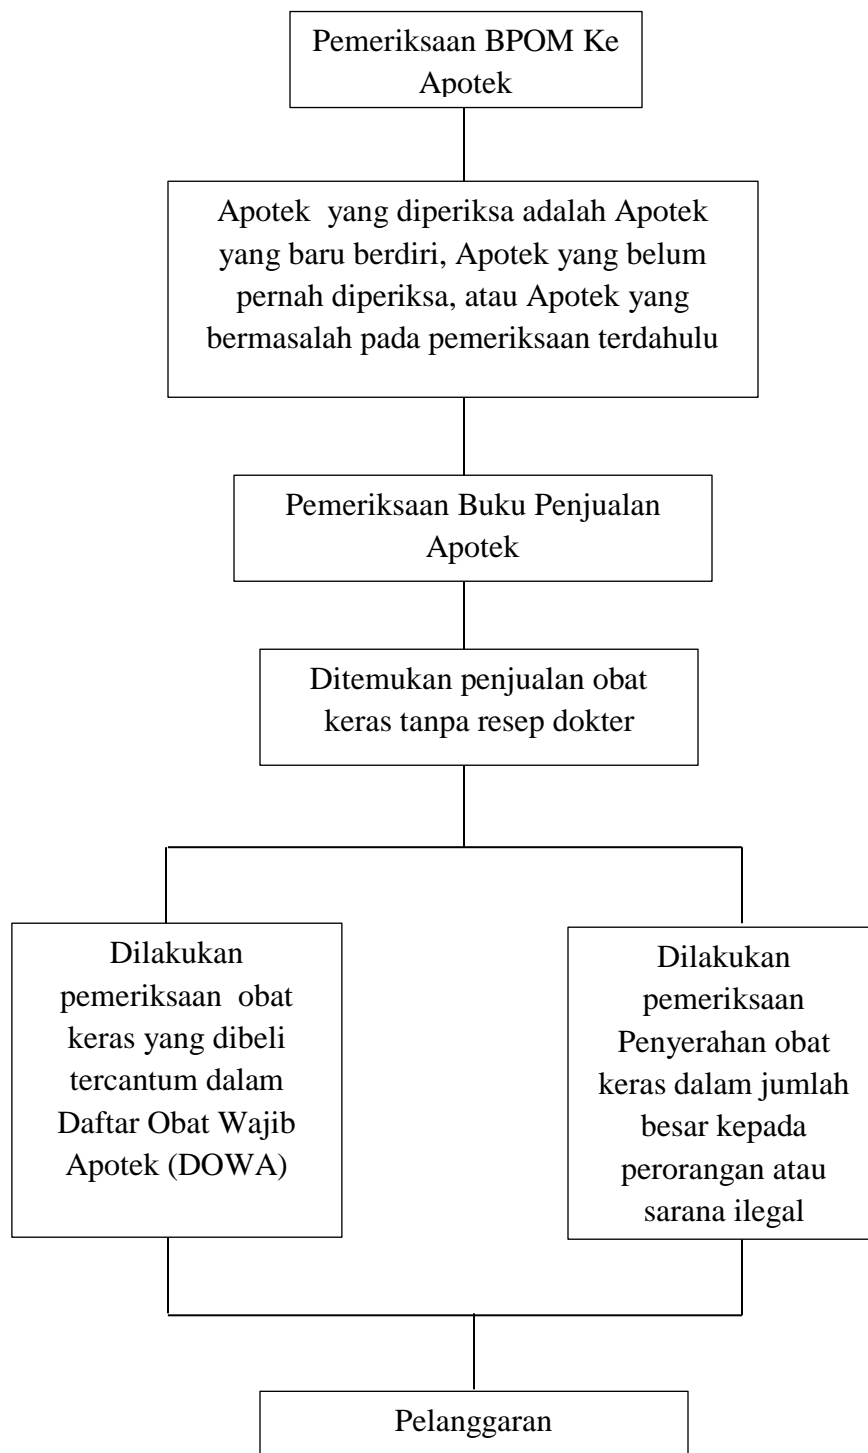 Pemeriksaan BPOM Ke
Apotek
Apotek yang diperiksa adalah Apotek
yang baru berdiri, Apotek yang belum
pernah diperiksa, atau Apotek yang
bermasalah pada pemeriksaan terdahulu
Pemeriksaan Buku Penjualan
Apotek
Ditemukan penjualan obat
keras tanpa resep dokter
Dilakukan
pemeriksaan obat
keras yang dibeli
tercantum dalam
Daftar Obat Wajib
Apotek (DOWA)
Dilakukan
pemeriksaan
Penyerahan obat
keras dalam jumlah
besar kepada
perorangan atau
sarana ilegal
Pelanggaran